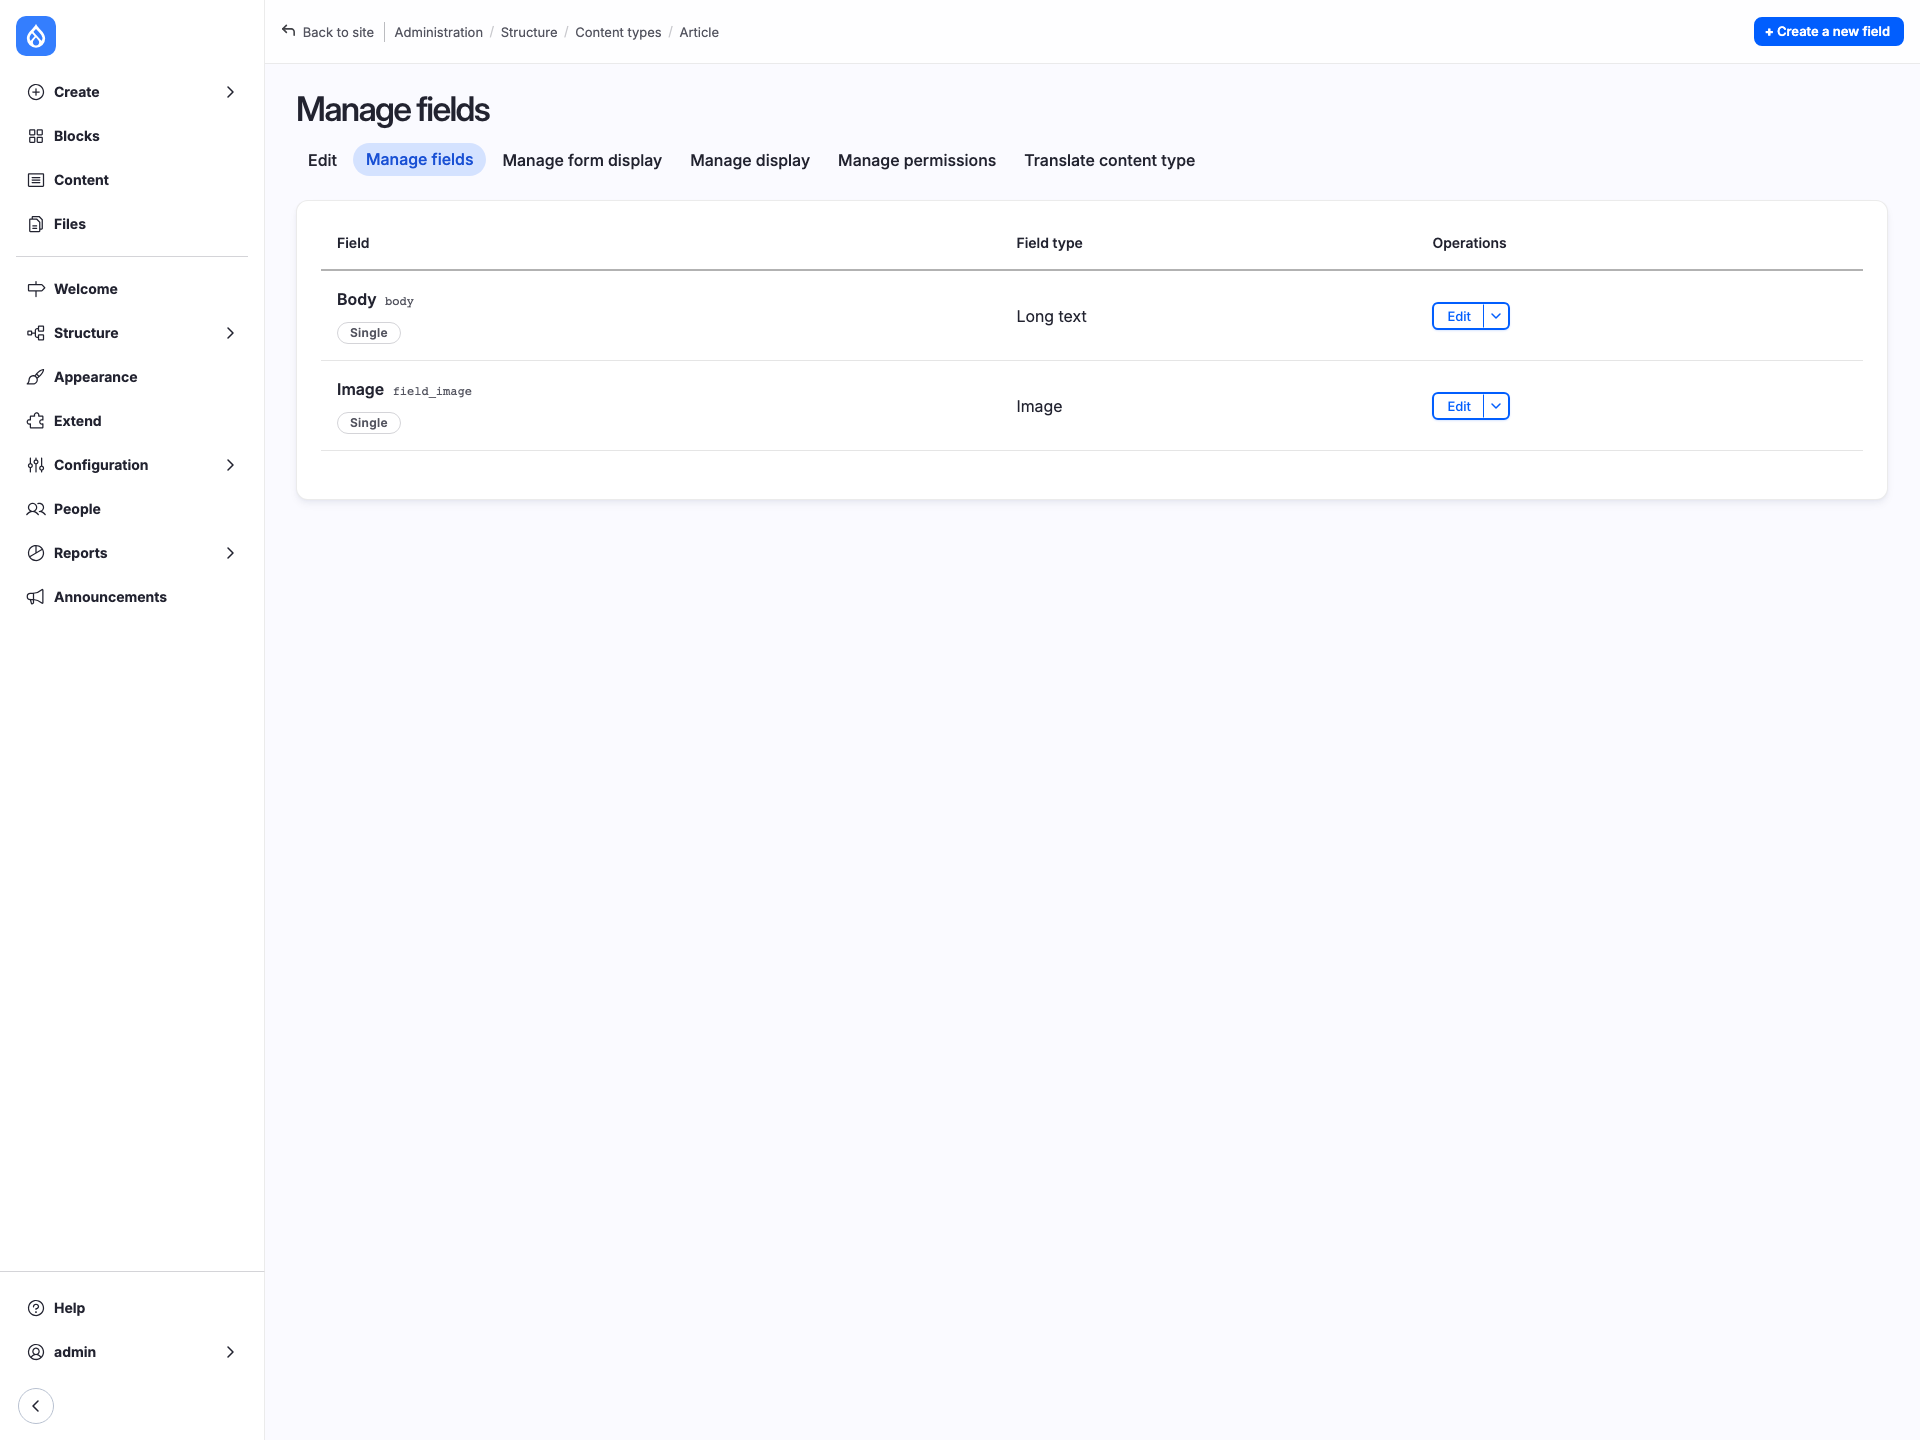 Back to site
Administration / Structure / Content types / Article
+ Create a new field
Create
Blocks
Content
Files
Welcome
Structure
Appearance
Extend
Configuration
People
Reports
Announcements
Help
admin
Manage fields
Edit
Manage fields
Manage form display
Manage display
Manage permissions
Translate content type
Field
Field type
Operations
Body body
Single
Long text
Edit
Image field_image
Single
Image
Edit